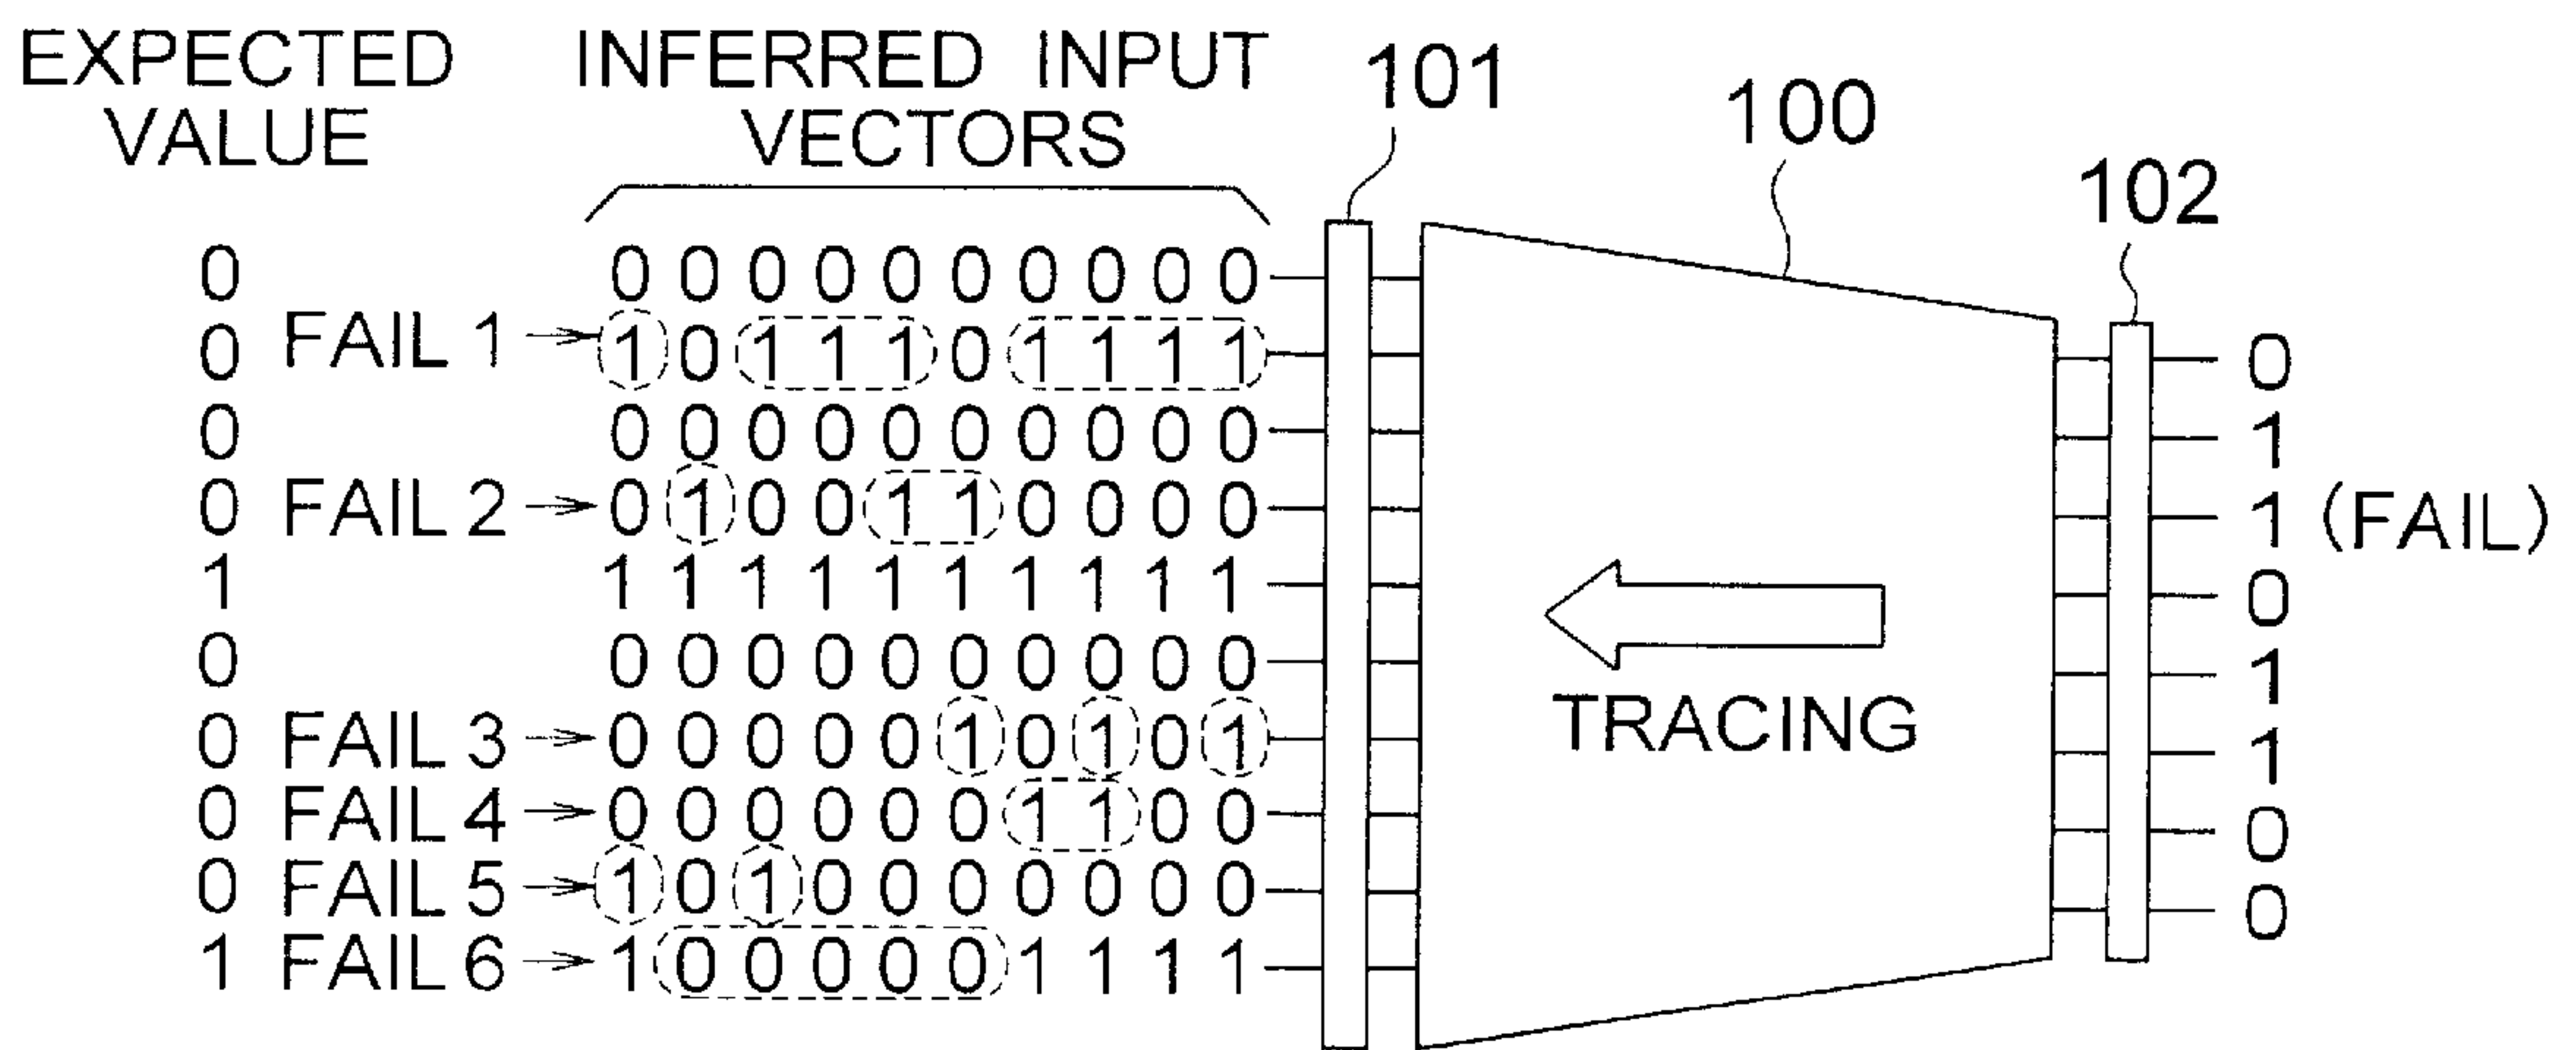 EXPECTED VALUE
INFERRED INPUT VECTORS
101
100
102
0 0 0 0 0 0 0 0 0 0 0
0 FAIL 1 1 0 1 1 1 0 1 1 1 1
0 0 0 0 0 0 0 0 0 0 0
0 FAIL 2 0 1 0 0 1 1 0 0 0 0
1 1 1 1 1 1 1 1 1 1 1
0 0 0 0 0 0 0 0 0 0 0
0 FAIL 3 0 0 0 0 0 1 0 1 0 1
0 FAIL 4 0 0 0 0 0 0 1 1 0 0
0 FAIL 5 1 0 1 0 0 0 0 0 0 0
1 FAIL 6 1 0 0 0 0 0 1 1 1 1
TRACING
0
1
1 (FAIL)
0
1
1
0
0